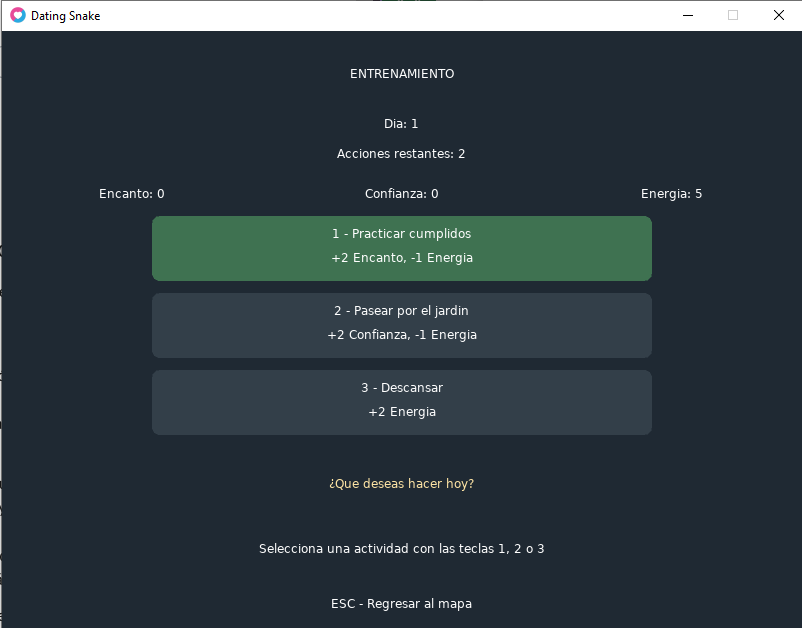 Dating Snake
ENTRENAMIENTO
Dia: 1
Acciones restantes: 2
Encanto: 0 Confianza: 0 Energia: 5
1 - Practicar cumplidos
+2 Encanto, -1 Energia
2 - Pasear por el jardin
+2 Confianza, -1 Energia
3 - Descansar
+2 Energia
¿Que deseas hacer hoy?
Selecciona una actividad con las teclas 1, 2 o 3
ESC - Regresar al mapa